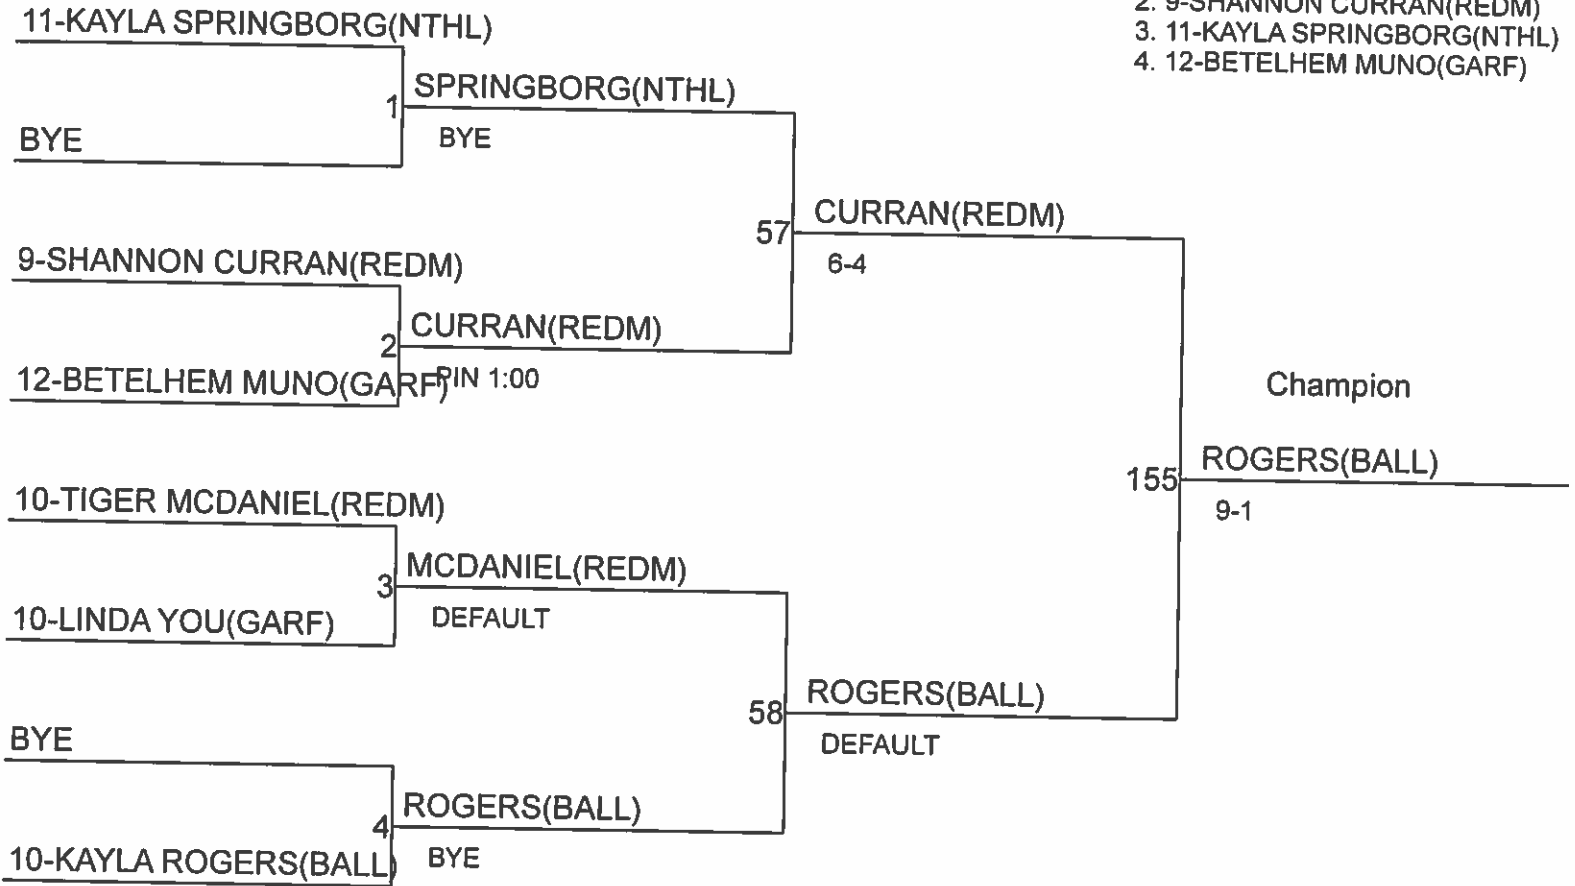 2. 9-SHANNON CURRAN(REDM)
3. 11-KAYLA SPRINGBORG(NTHL)
4. 12-BETELHEM MUNO(GARF)
11-KAYLA SPRINGBORG(NTHL)
1
SPRINGBORG(NTHL)
BYE
BYE
57
CURRAN(REDM)
6-4
9-SHANNON CURRAN(REDM)
2
CURRAN(REDM)
PIN 1:00
12-BETELHEM MUNO(GARF)
Champion
155
ROGERS(BALL)
9-1
10-TIGER MCDANIEL(REDM)
3
MCDANIEL(REDM)
DEFAULT
10-LINDA YOU(GARF)
58
ROGERS(BALL)
DEFAULT
BYE
4
ROGERS(BALL)
BYE
10-KAYLA ROGERS(BALL)